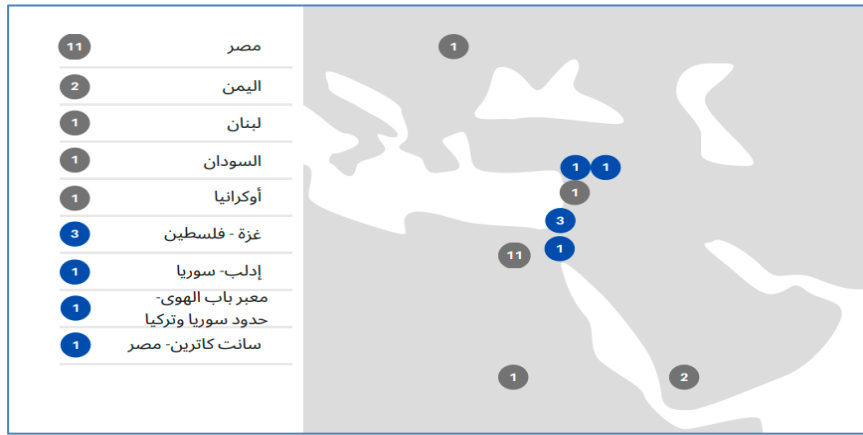 مصر 11
اليمن 2
لبنان 1
السودان 1
أوكرانيا 1
غزة - فلسطين 3
إدلب- سوريا 1
معبر باب الهوى-
حدود سوريا وتركيا 1
سانت كاترين- مصر 1
1
1 1
1
3
1
11
1 2